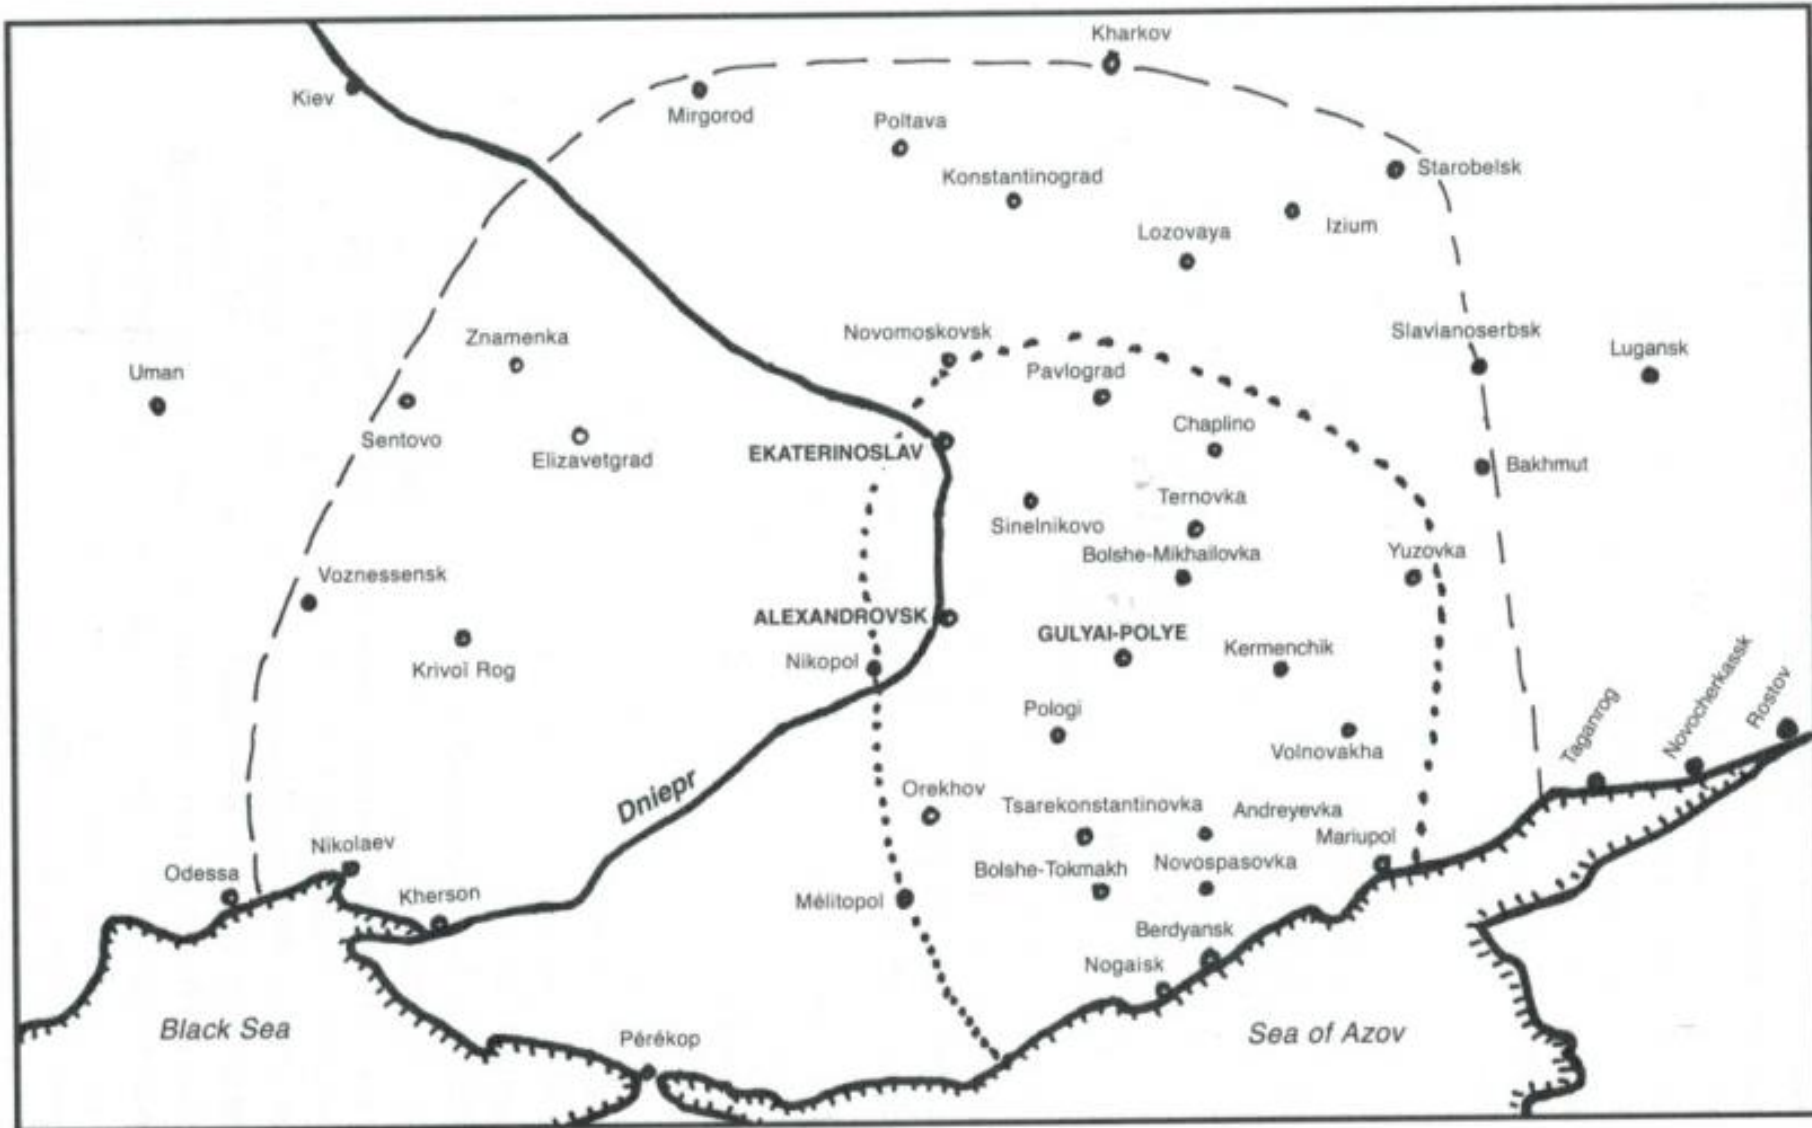 Kharkov
Kiev
Mirgorod
Poltava
Konstantinograd
Starobelsk
Izium
Lozovaya
Novomoskovsk
Slavianoserbsk
Znamenka
Lugansk
Uman
Pavlograd
Chaplino
Sentovo
Elizavetgrad
EKATERINOSLAV
Bakhmut
Ternovka
Sinelnikovo
Bolshe-Mikhailovka
Yuzovka
Voznessensk
ALEXANDROVSK
GULYAI-POLYE
Kermenchik
Nikopol
Krivoï Rog
Pologi
Volnovakha
Taganrog
Novocherkassk
Rostov
Dniepr
Orekhov
Tsarekonstantinovka
Andreyevka
Mariupol
Nikolaev
Odessa
Bolshe-Tokmakh
Novospasovka
Kherson
Mélitopol
Berdyansk
Nogaisk
Black Sea
Pérékop
Sea of Azov